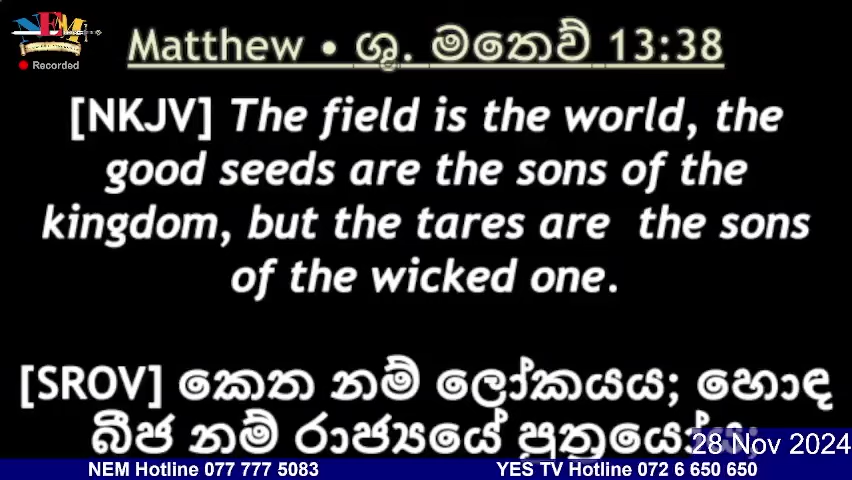 NEM
Recorded
Matthew • ශු. මතෙව් 13:38
[NKJV] The field is the world, the
good seeds are the sons of the
kingdom, but the tares are the sons
of the wicked one.
[SROV] කෙත නම් ලෝකයය; හොඳ
බීජ නම් රාජ්‍යයේ පුත්‍රයෝය;
28 Nov 2024
NEM Hotline 077 777 5083
YES TV Hotline 072 6 650 650